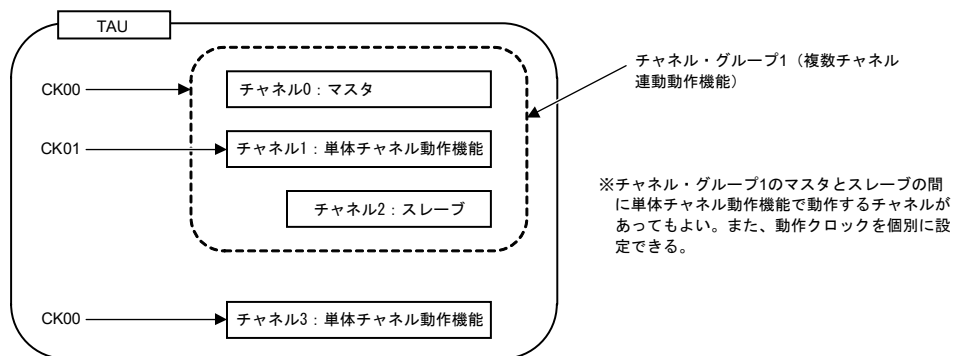 TAU
チャネル・グループ1（複数チャネル
連動動作機能）
CK00
チャネル0：マスタ
CK01
チャネル1：単体チャネル動作機能
チャネル2：スレーブ
※チャネル・グループ1のマスタとスレーブの間
に単体チャネル動作機能で動作するチャネルが
あってもよい。また、動作クロックを個別に設
定できる。
CK00
チャネル3：単体チャネル動作機能